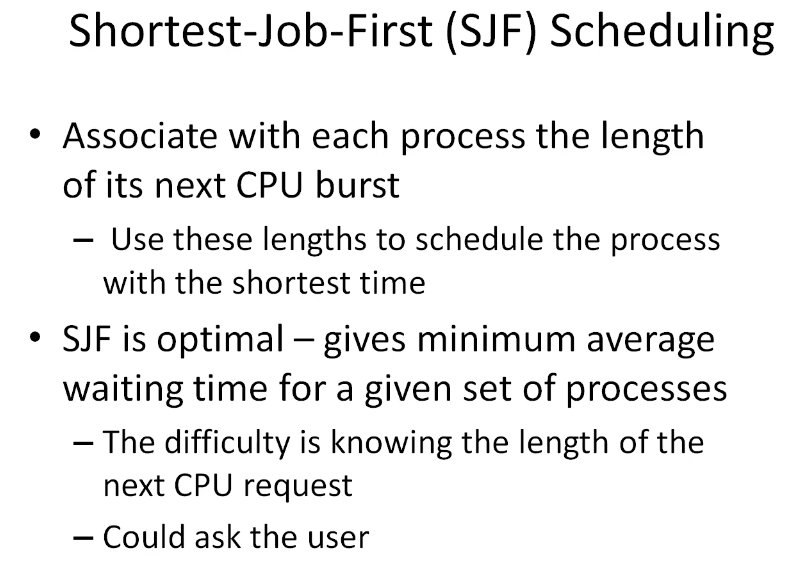 Shortest-Job-First (SJF) Scheduling
• Associate with each process the length
of its next CPU burst
– Use these lengths to schedule the process
with the shortest time
• SJF is optimal – gives minimum average
waiting time for a given set of processes
– The difficulty is knowing the length of the
next CPU request
– Could ask the user